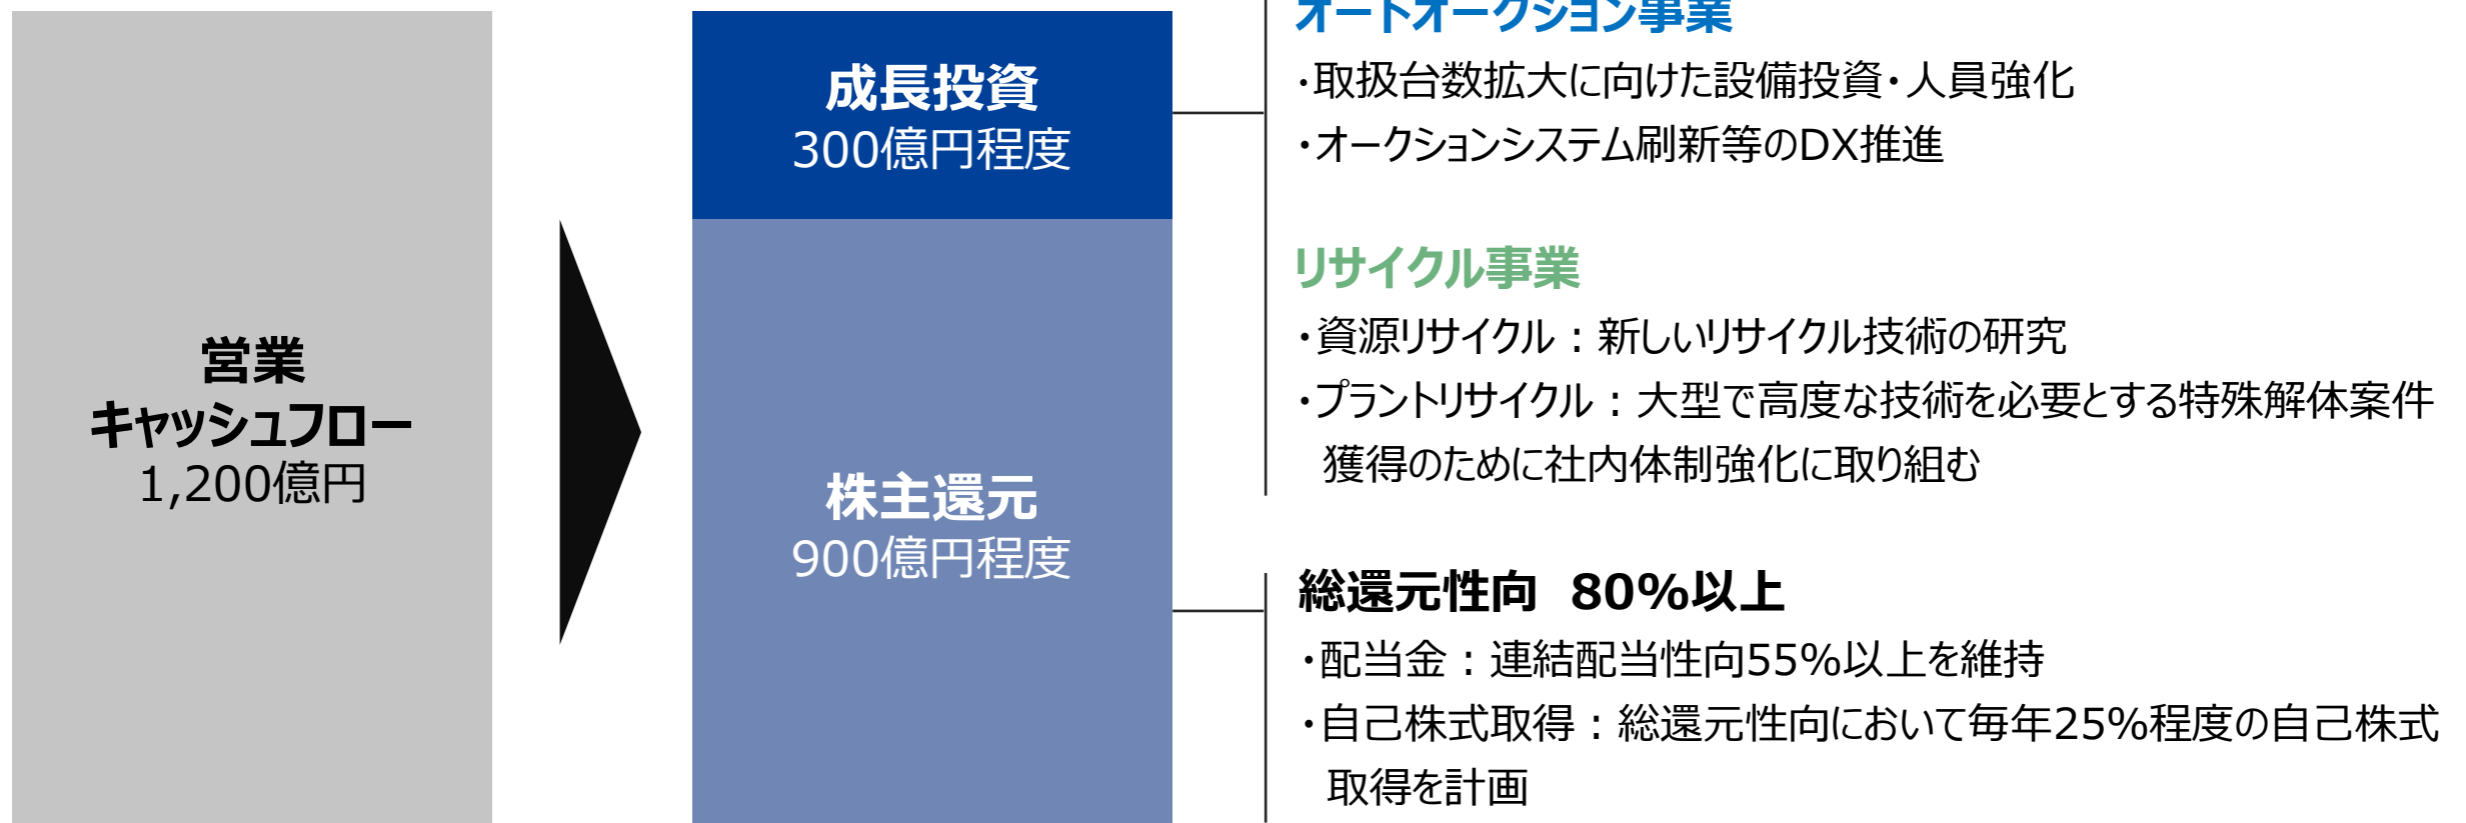 営業
キャッシュフロー
1,200億円
成長投資
300億円程度
株主還元
900億円程度
オートオークション事業
・取扱台数拡大に向けた設備投資・人員強化
・オークションシステム刷新等のDX推進
リサイクル事業
・資源リサイクル：新しいリサイクル技術の研究
・プラントリサイクル：大型で高度な技術を必要とする特殊解体案件
獲得のために社内体制強化に取り組む
総還元性向 80%以上
・配当金：連結配当性向55%以上を維持
・自己株式取得：総還元性向において毎年25%程度の自己株式
取得を計画